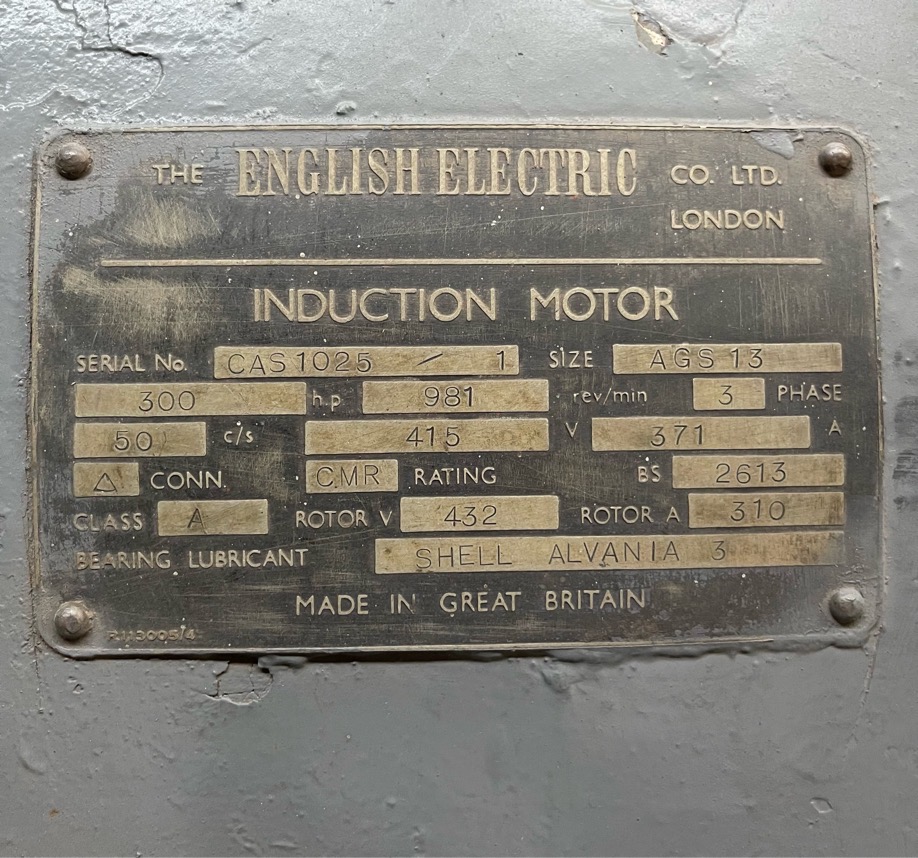 THE ENGLISH ELECTRIC CO. LTD.
LONDON
INDUCTION MOTOR
SERIAL No. CAS1025 / 1 SIZE AGS 13
300 h.p 981 rev/min 3 PHASE
50 c/s 415 V 371 A
△ CONN. CMR RATING BS 2613
CLASS A ROTOR V 432 ROTOR A 310
BEARING LUBRICANT SHELL ALVANIA 3
MADE IN GREAT BRITAIN